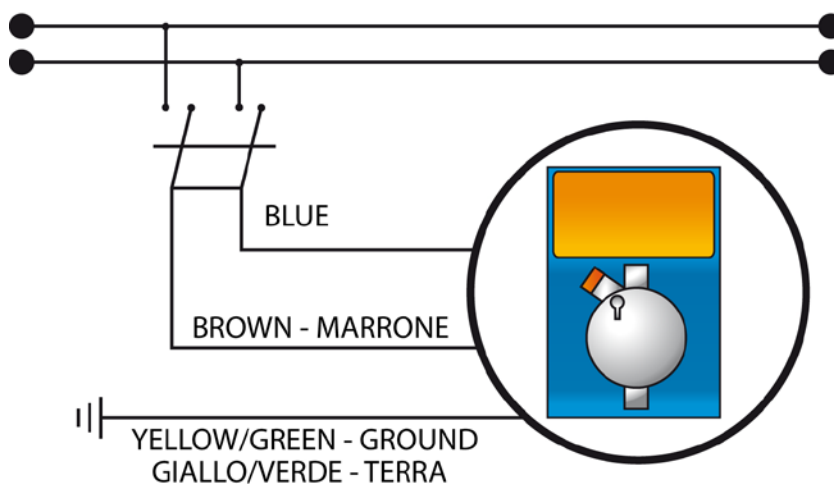 BLUE
BROWN - MARRONE
YELLOW/GREEN - GROUND
GIALLO/VERDE - TERRA